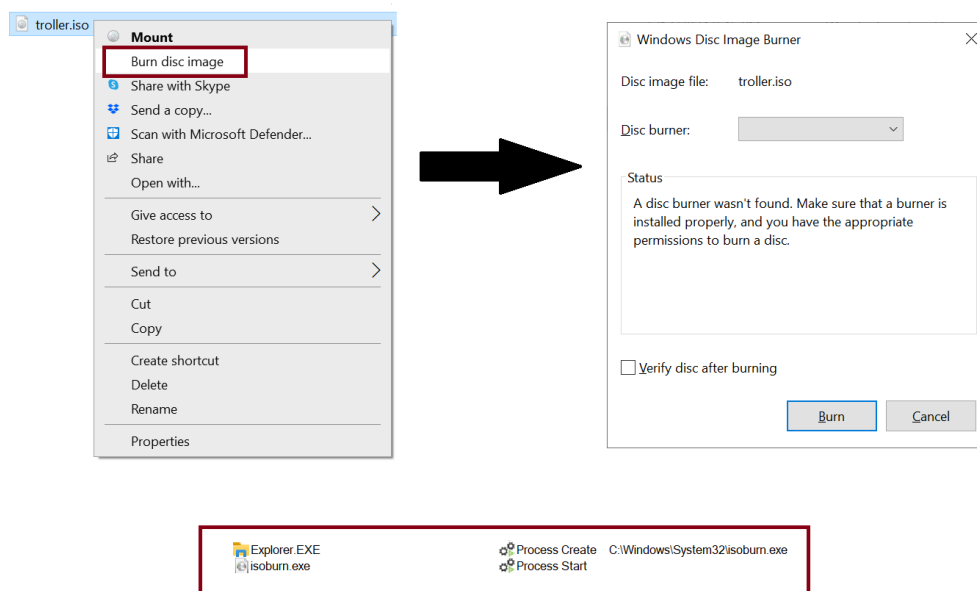 troller.iso
Mount
Burn disc image
Share with Skype
Send a copy...
Scan with Microsoft Defender...
Share
Open with...
Give access to
Restore previous versions
Send to
Cut
Copy
Create shortcut
Delete
Rename
Properties
Windows Disc Image Burner
Disc image file: troller.iso
Disc burner:
Status
A disc burner wasn't found. Make sure that a burner is
installed properly, and you have the appropriate
permissions to burn a disc.
Verify disc after burning
Burn Cancel
Explorer.EXE Process Create C:\Windows\System32\isoburn.exe
isoburn.exe Process Start